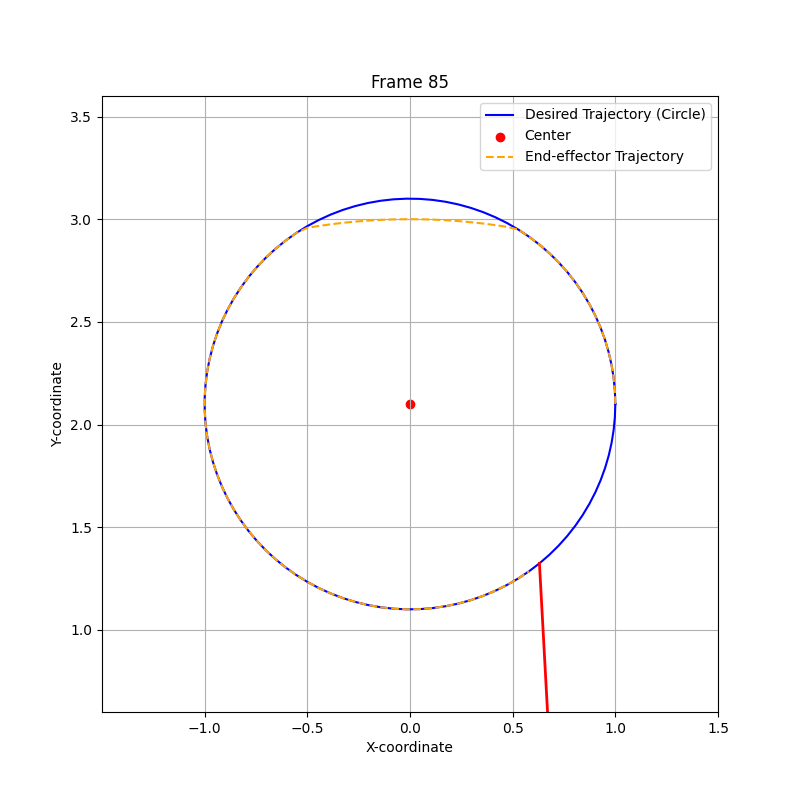 Frame 85
Desired Trajectory (Circle)
Center
End-effector Trajectory
3.5
3.0
2.5
2.0
1.5
1.0
Y-coordinate
−1.0 −0.5 0.0 0.5 1.0 1.5
X-coordinate